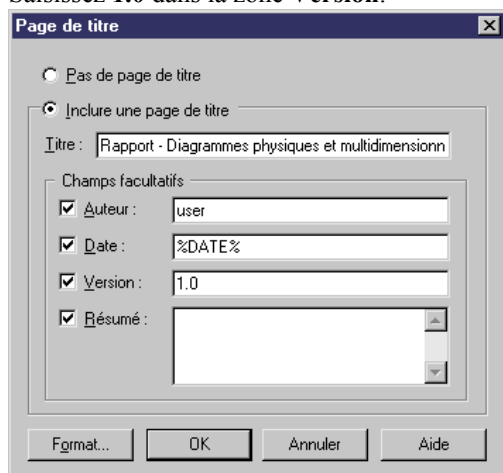 Saisissez 1.0 dans la zone Version.
Page de titre
Pas de page de titre
Inclure une page de titre
Titre : Rapport - Diagrammes physiques et multidimensionn
Champs facultatifs
Auteur : user
Date : %DATE%
Version : 1.0
Résumé :
Format... OK Annuler Aide